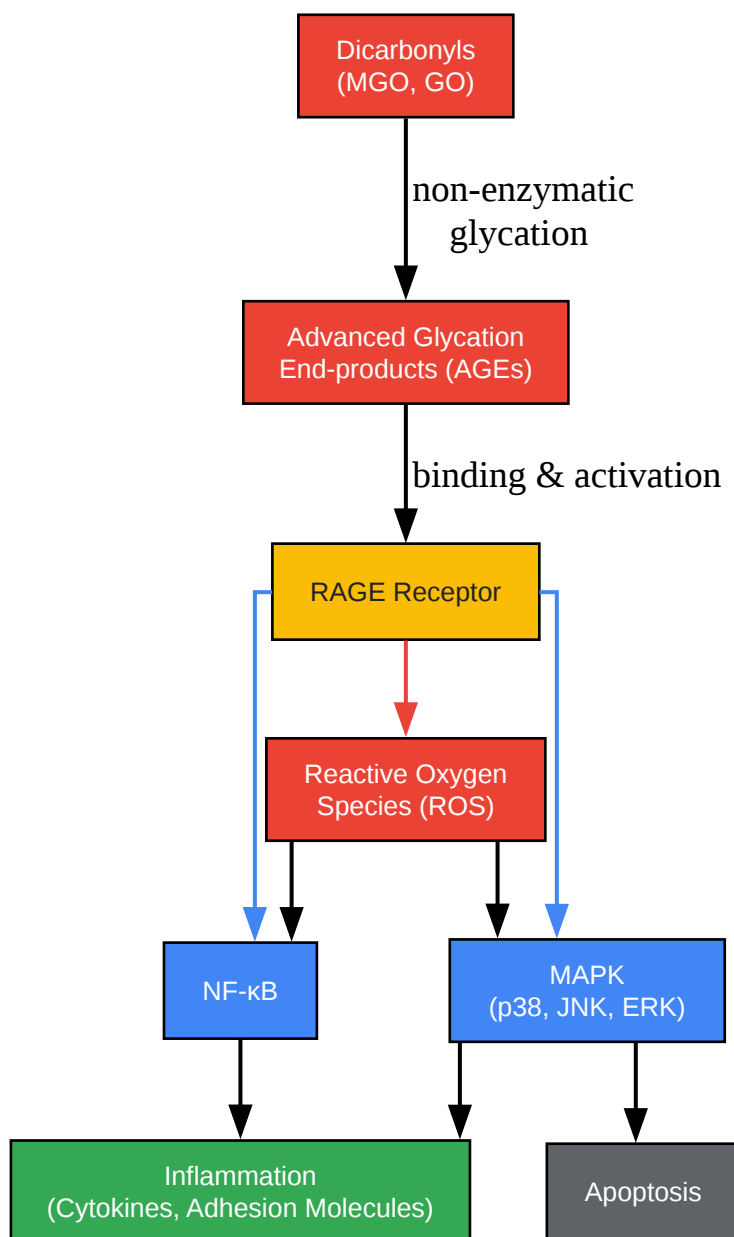 Dicarbonyls
(MGO, GO)
non-enzymatic
glycation
Advanced Glycation
End-products (AGEs)
binding & activation
RAGE Receptor
Reactive Oxygen
Species (ROS)
NF-κB
MAPK
(p38, JNK, ERK)
Inflammation
(Cytokines, Adhesion Molecules)
Apoptosis